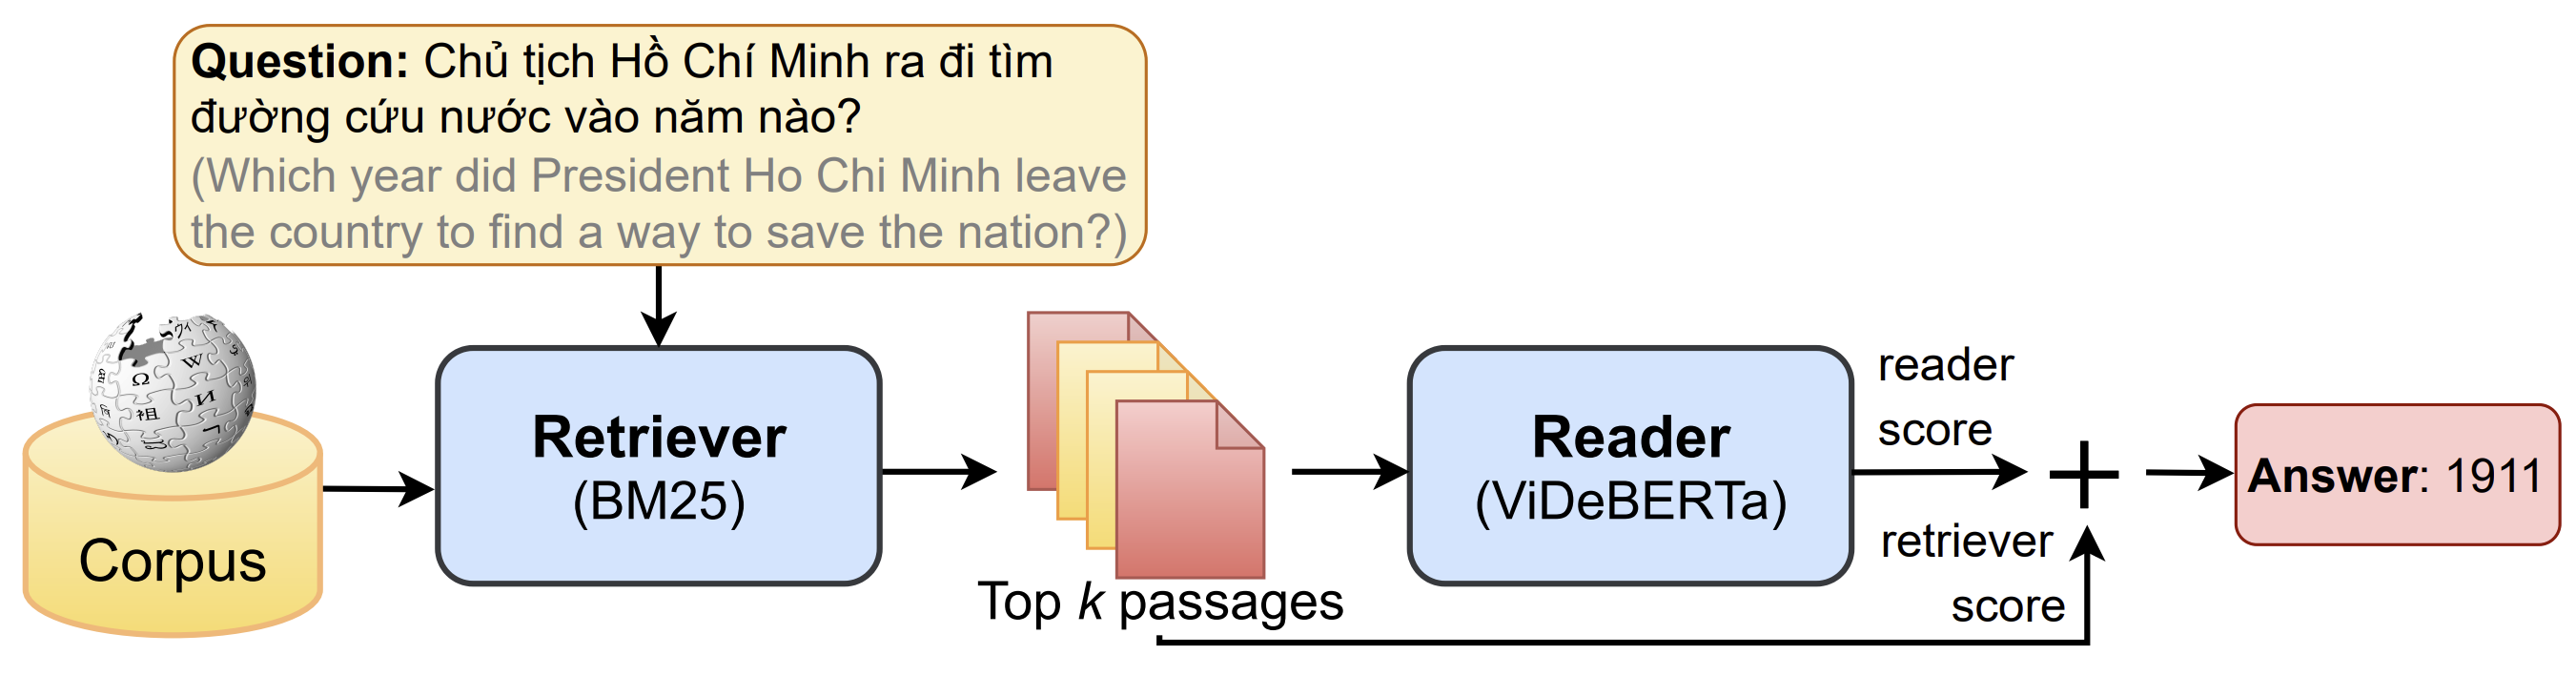 Question: Chủ tịch Hồ Chí Minh ra đi tìm
đường cứu nước vào năm nào?
(Which year did President Ho Chi Minh leave
the country to find a way to save the nation?)
Corpus
Retriever
(BM25)
Top k passages
Reader
(ViDeBERTa)
reader
score
+
retriever
score
Answer: 1911